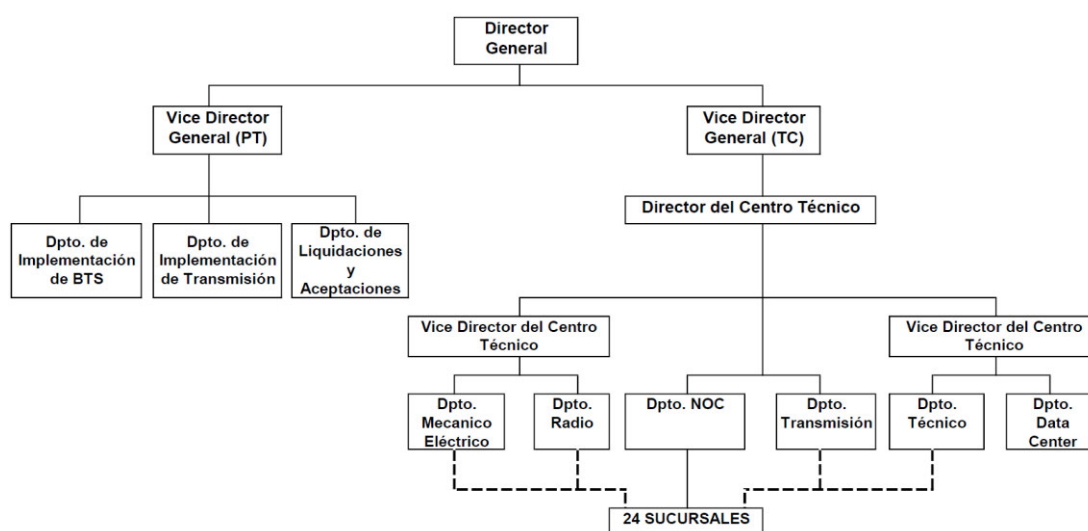 Director
General
Vice Director
General (PT)
Vice Director
General (TC)
Director del Centro Técnico
Dpto. de
Implementación
de BTS
Dpto. de
Implementación
de Transmisión
Dpto. de
Liquidaciones
y
Aceptaciones
Vice Director del Centro
Técnico
Vice Director del Centro
Técnico
Dpto.
Mecanico
Eléctrico
Dpto.
Radio
Dpto. NOC
Dpto.
Transmisión
Dpto.
Técnico
Dpto.
Data
Center
24 SUCURSALES